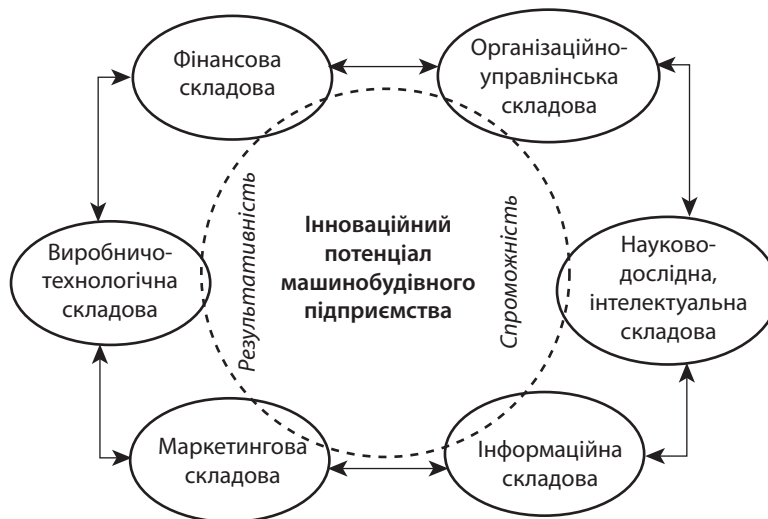 Фінансова
складова
Організаційно-
управлінська
складова
Результативність
Інноваційний
потенціал
машинобудівного
підприємства
Спроможність
Виробничо-
технологічна
складова
Науково-
дослідна,
інтелектуальна
складова
Маркетингова
складова
Інформаційна
складова